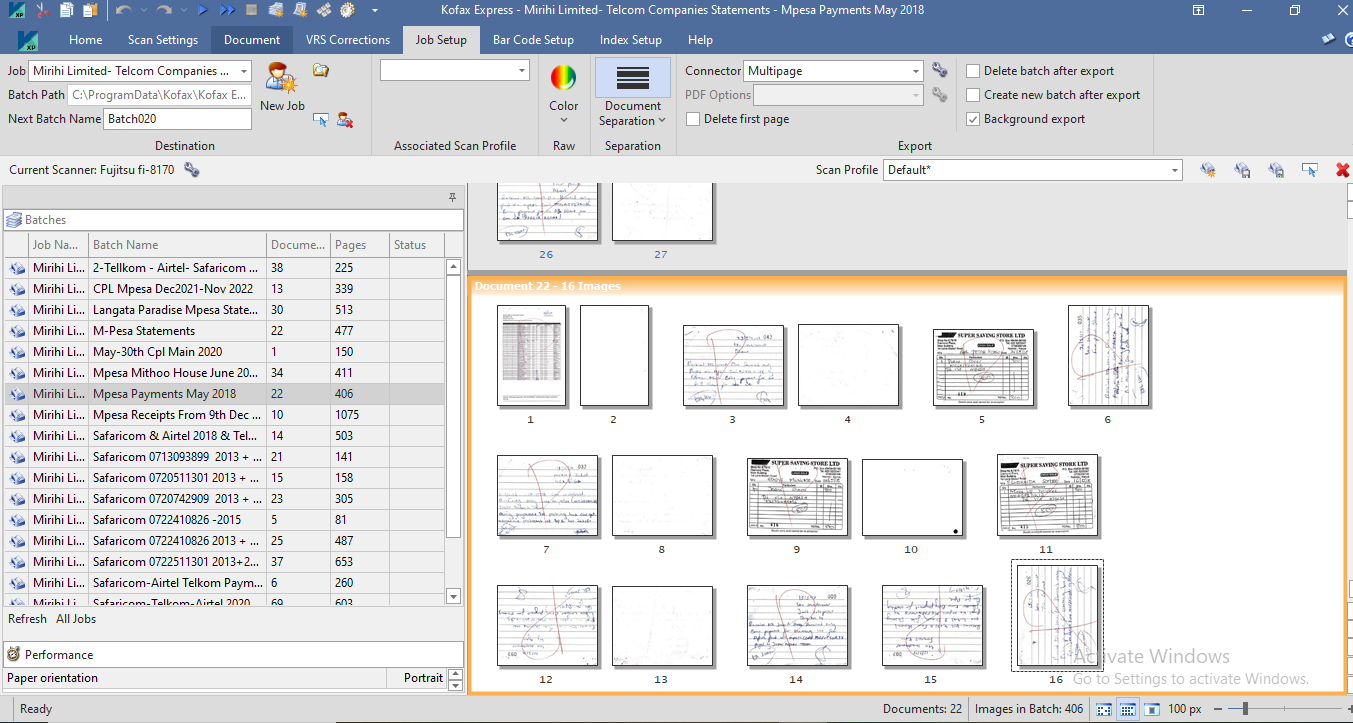 Kofax Express - Mirihi Limited- Telcom Companies Statements - Mpesa Payments May 2018
XP
Home Scan Settings Document VRS Corrections Job Setup Bar Code Setup Index Setup Help
Job Mirihi Limited- Telcom Companies ...
Batch Path C:\ProgramData\Kofax\Kofax E...
Next Batch Name Batch020
New Job
Destination
Associated Scan Profile
Color
Raw
Document
Separation
Separation
Connector Multipage
PDF Options
Delete first page
Delete batch after export
Create new batch after export
Background export
Export
Current Scanner: Fujitsu fi-8170
Scan Profile Default*
Batches
Job Na... Batch Name Docume... Pages Status
Mirihi Li... 2-Tellkom - Airtel- Safaricom ... 38 225
Mirihi Li... CPL Mpesa Dec2021-Nov 2022 13 339
Mirihi Li... Langata Paradise Mpesa State... 30 513
Mirihi Li... M-Pesa Statements 22 477
Mirihi Li... May-30th Cpl Main 2020 1 150
Mirihi Li... Mpesa Mithoo House June 20... 34 411
Mirihi Li... Mpesa Payments May 2018 22 406
Mirihi Li... Mpesa Receipts From 9th Dec ... 10 1075
Mirihi Li... Safaricom & Airtel 2018 & Tel... 14 503
Mirihi Li... Safaricom 0713093899 2013 + ... 21 141
Mirihi Li... Safaricom 0720511301 2013 + ... 15 158
Mirihi Li... Safaricom 0720742909 2013 + ... 23 305
Mirihi Li... Safaricom 0722410826 -2015 5 81
Mirihi Li... Safaricom 0722410826 2013 + ... 25 487
Mirihi Li... Safaricom 0722511301 2013+2... 37 653
Mirihi Li... Safaricom-Airtel Telkom Paym... 6 260
Mirihi Li... Safaricom-Telkom-Airtel 2020 69 603
Refresh All Jobs
Performance
Paper orientation Portrait
26 27
Document 22 - 16 Images
SUPER SAVING STORE LTD
1 2 3 4 5 6
SUPER SAVING STORE LTD
SUPER SAVING STORE LTD
7 8 9 10 11
12 13 14 15 16
Activate Windows
Go to Settings to activate Windows.
Ready
Documents: 22 Images in Batch: 406 100 px